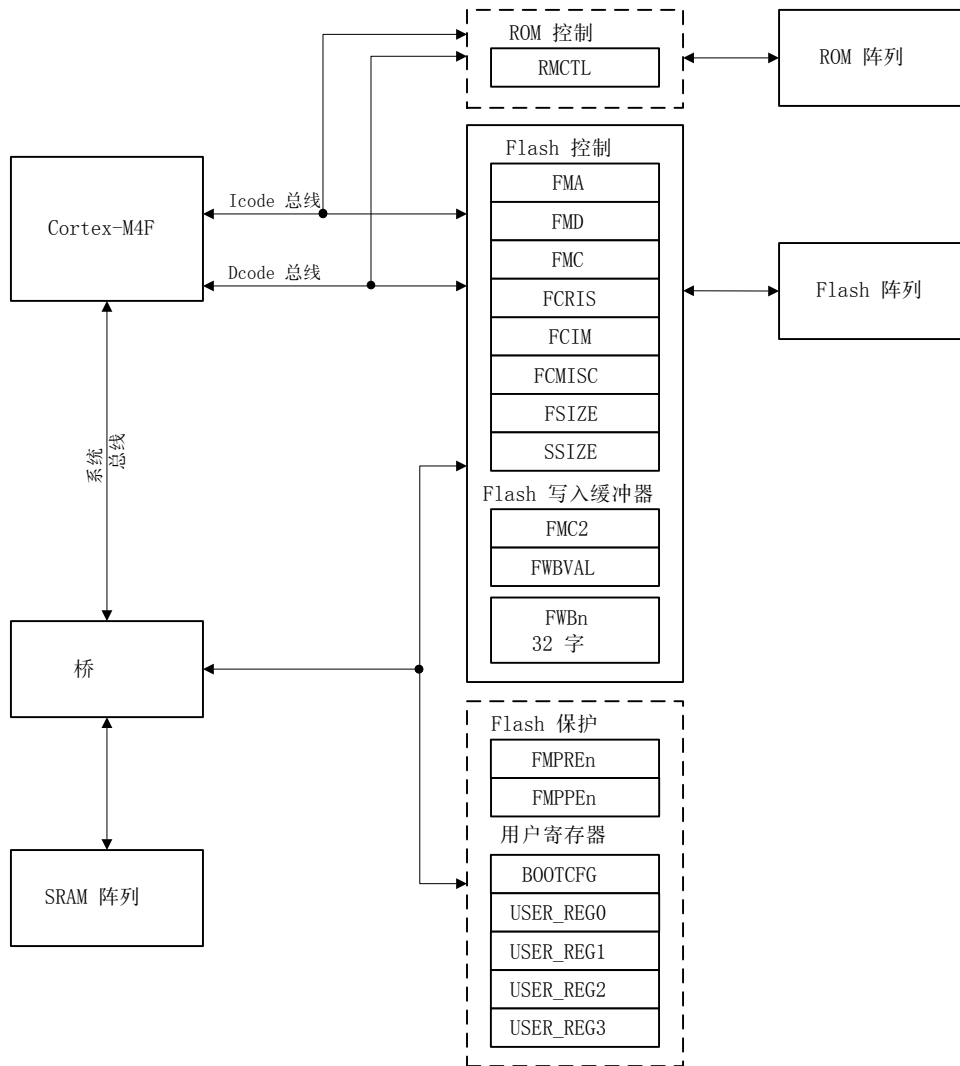 ROM 控制
RMCTL
ROM 阵列
Flash 控制
FMA
FMD
FMC
FCRIS
FCIM
FCMISC
FSIZE
SSIZE
Flash 写入缓冲器
FMC2
FWBVAL
FWBn
32 字
Cortex-M4F
Icode 总线
Dcode 总线
Flash 阵列
系统
总线
桥
SRAM 阵列
Flash 保护
FMPREn
FMPPEn
用户寄存器
BOOTCFG
USER_REG0
USER_REG1
USER_REG2
USER_REG3